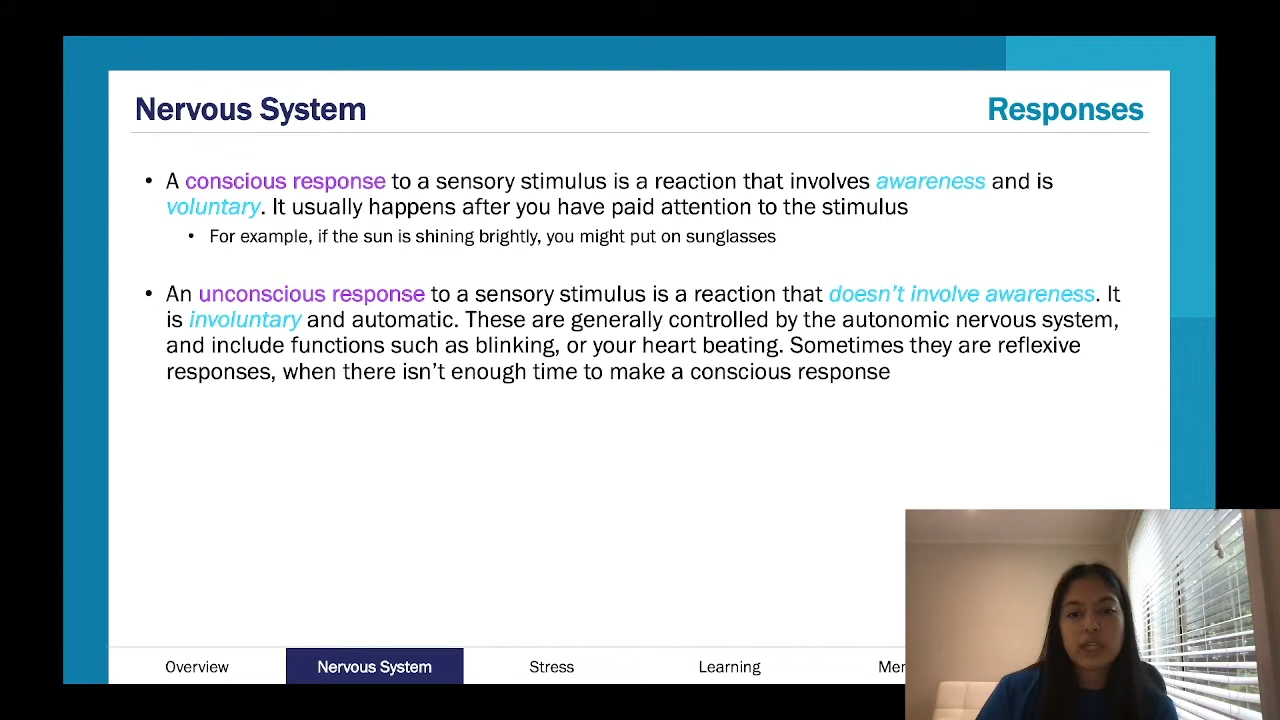 Nervous System
Responses
• A conscious response to a sensory stimulus is a reaction that involves awareness and is
voluntary. It usually happens after you have paid attention to the stimulus
• For example, if the sun is shining brightly, you might put on sunglasses
• An unconscious response to a sensory stimulus is a reaction that doesn’t involve awareness. It
is involuntary and automatic. These are generally controlled by the autonomic nervous system,
and include functions such as blinking, or your heart beating. Sometimes they are reflexive
responses, when there isn’t enough time to make a conscious response
Overview
Nervous System
Stress
Learning